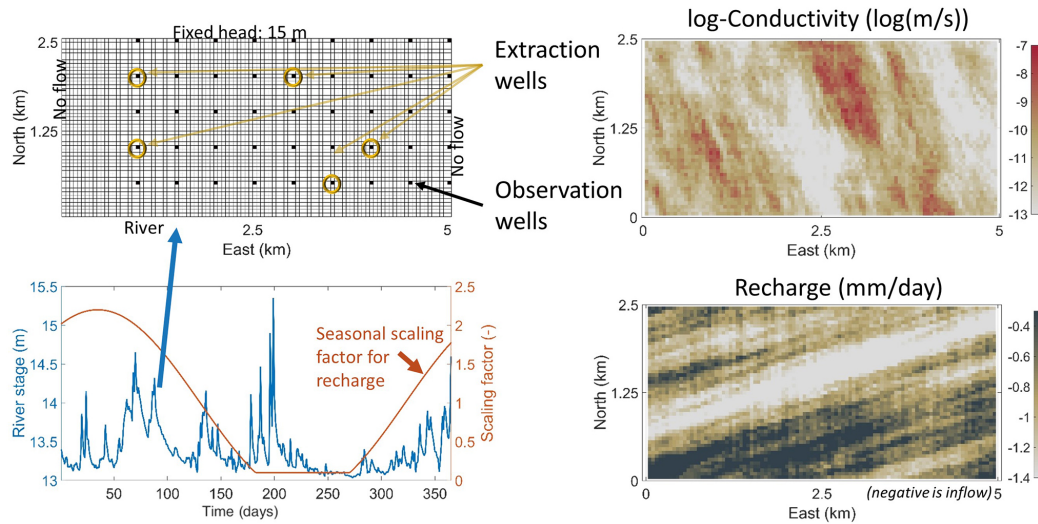 Fixed head: 15 m
2.5
1.25
North (km)
No flow
No flow
River
2.5
5
East (km)
Extraction
wells
Observation
wells
log-Conductivity (log(m/s))
2.5
1.25
0
North (km)
0
2.5
5
East (km)
-7
-8
-9
-10
-11
-12
-13
15.5
15
14.5
14
13.5
13
River stage (m)
50
100
150
200
250
300
350
Time (days)
Seasonal scaling
factor for
recharge
2.5
2
1.5
1
0.5
0
Scaling factor (-)
Recharge (mm/day)
2.5
1.25
0
North (km)
0
2.5
5
(negative is inflow)
East (km)
-0.4
-0.6
-0.8
-1
-1.2
-1.4